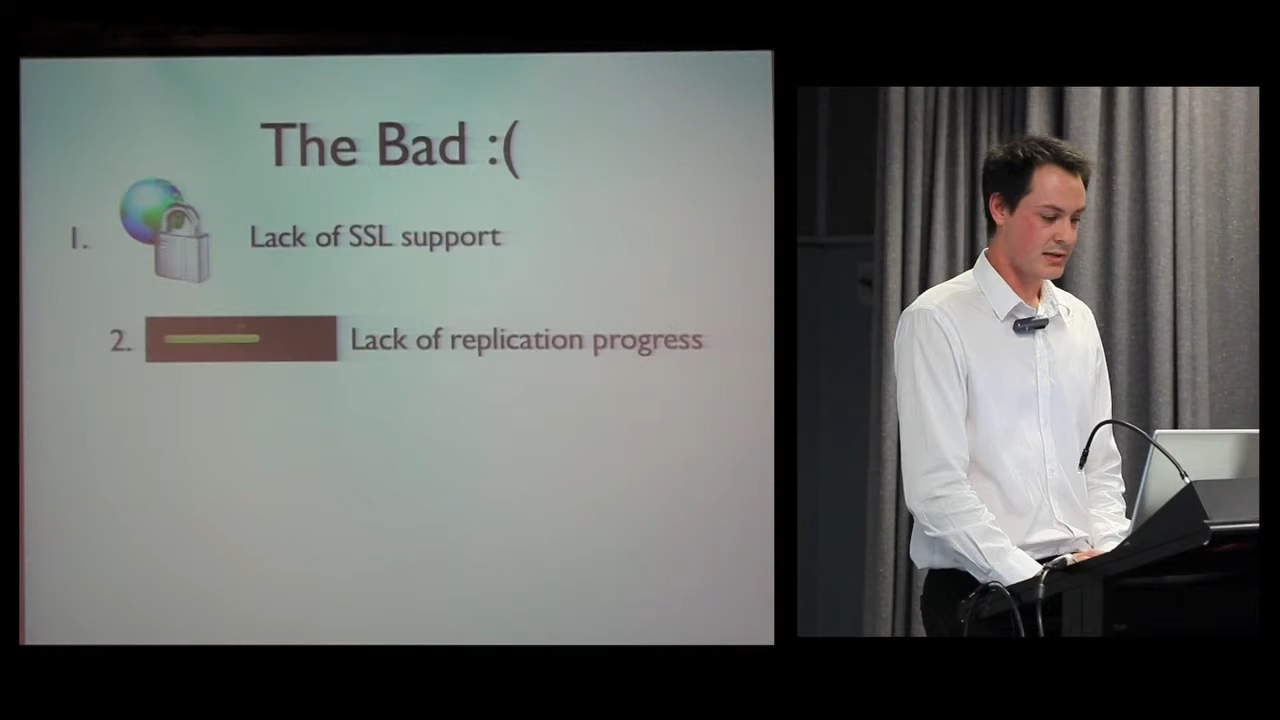 The Bad :(
1. Lack of SSL support
2. Lack of replication progress